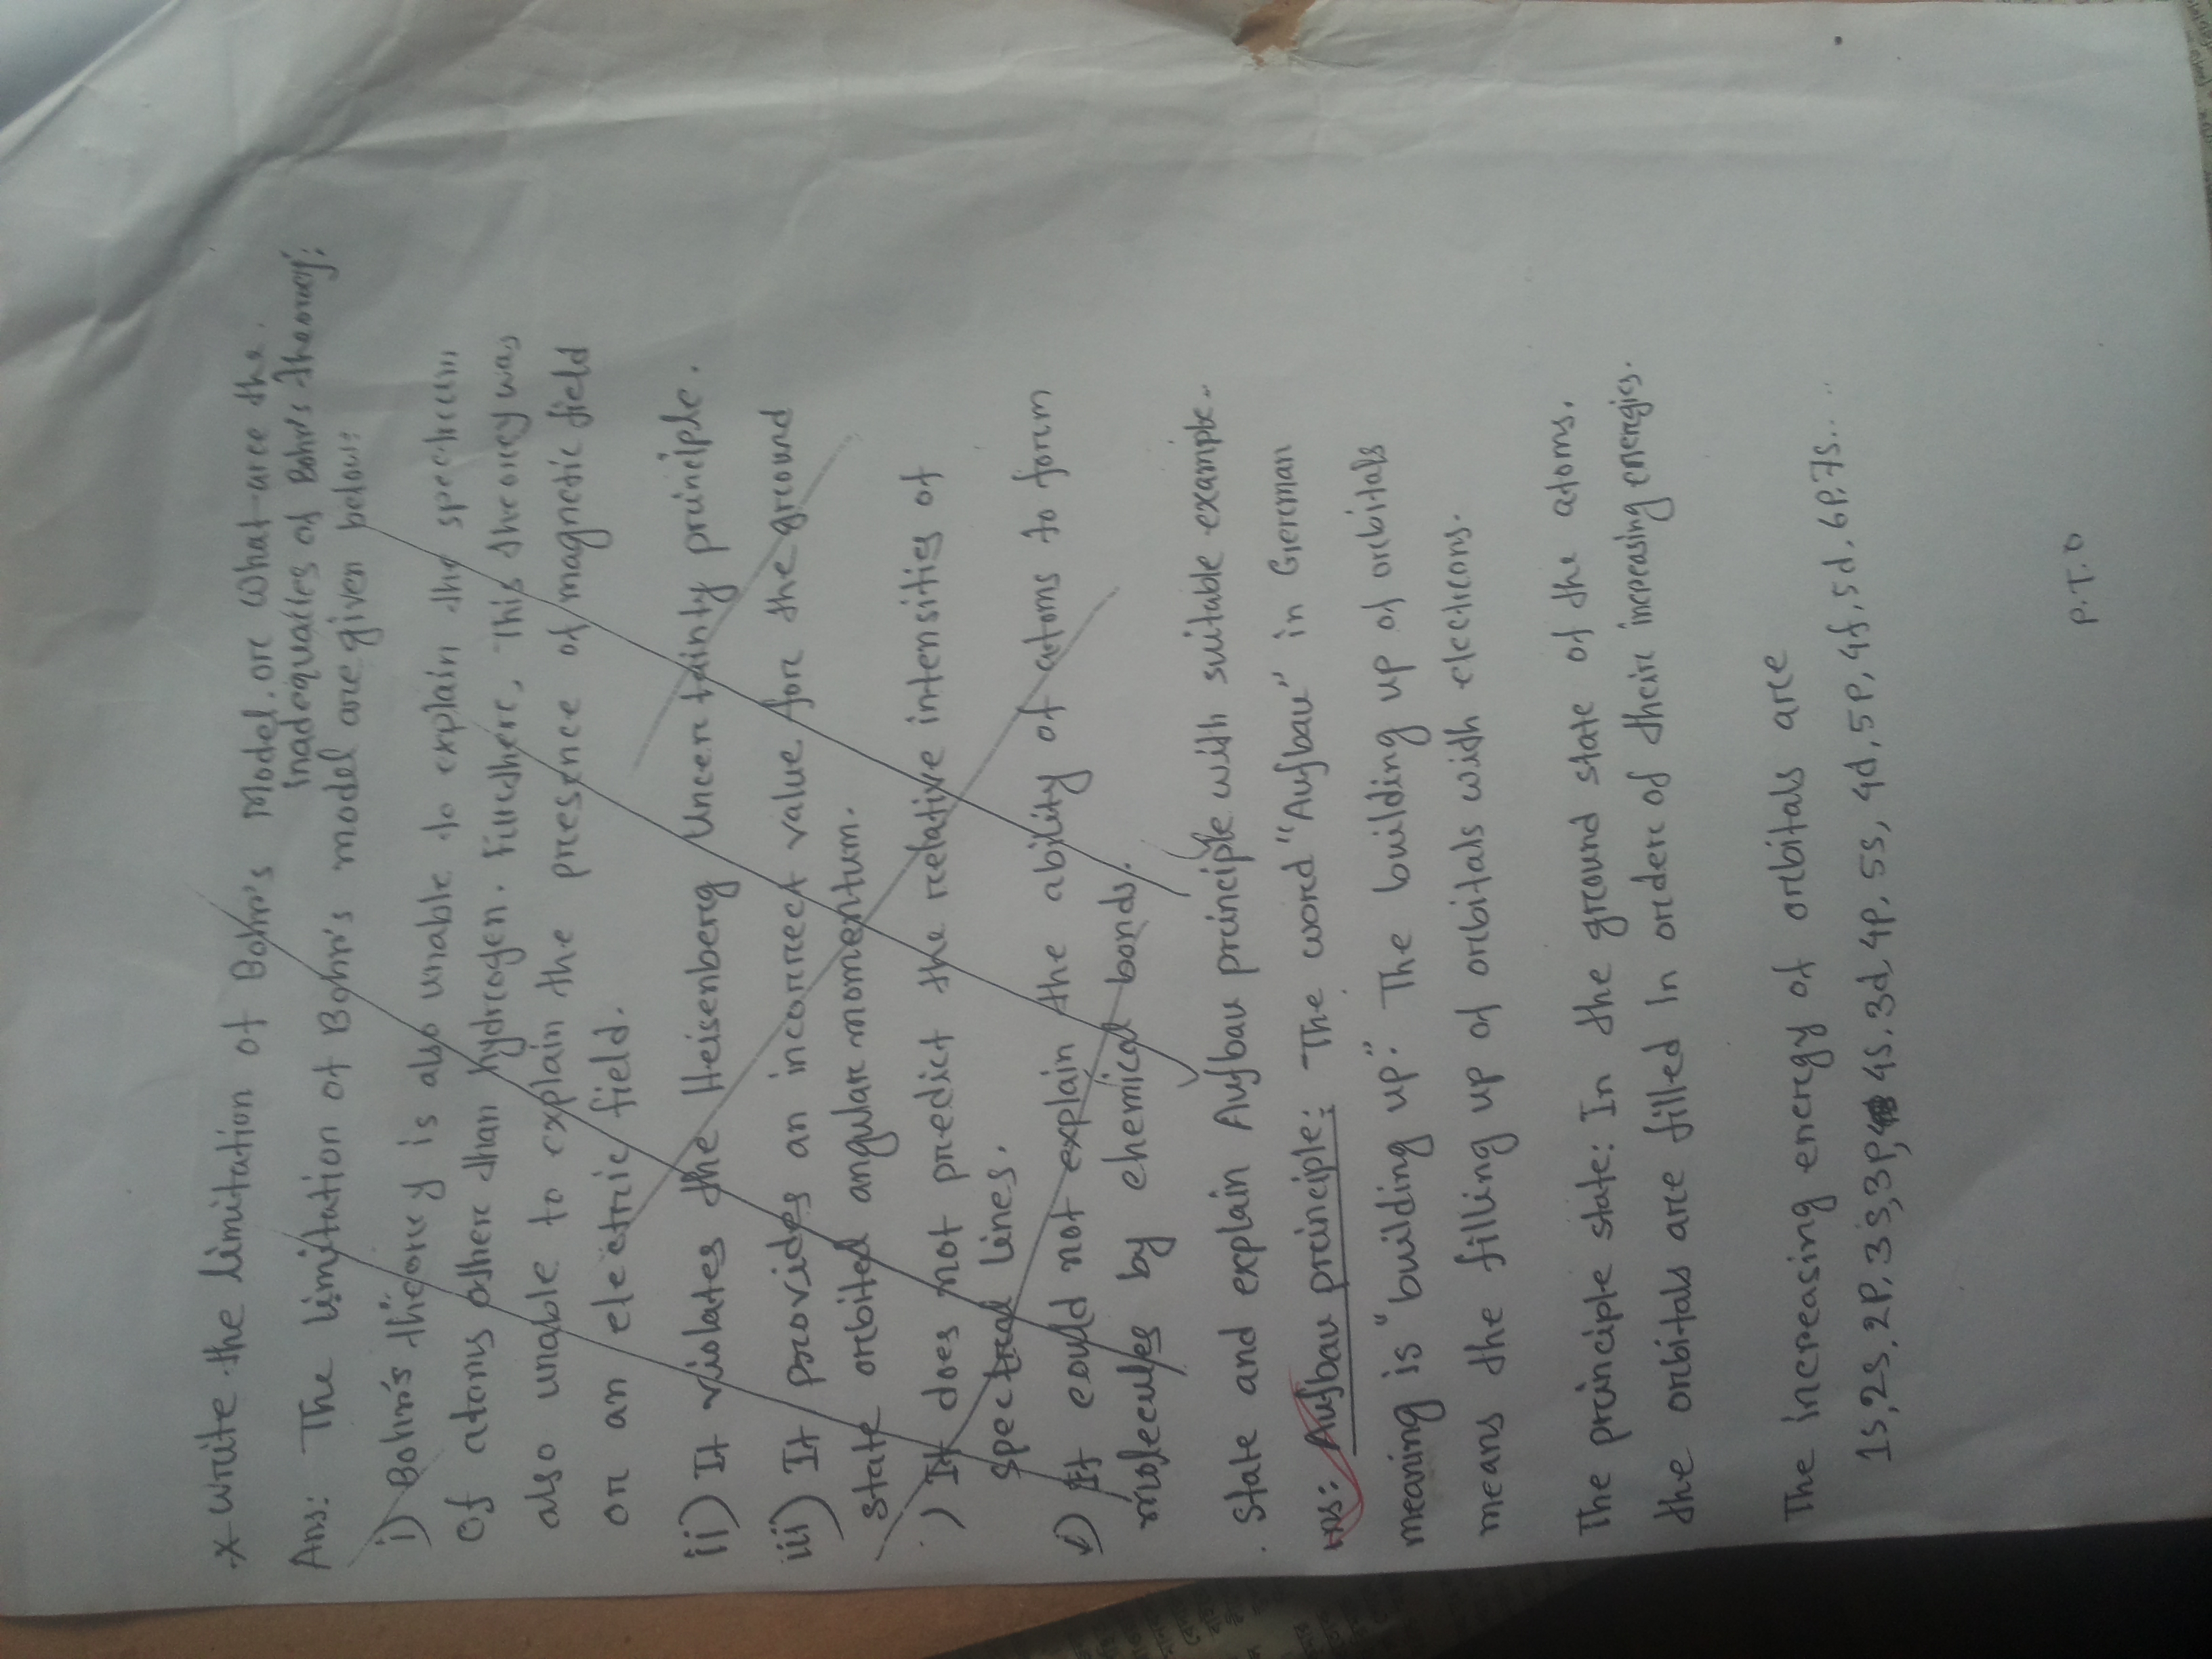 * Write the limitation of Bohr's Model. or What are the
inadequaties of Bohr's theory;
Ans: The limitation of Bohr's model are given below:
i) Bohr's theory is also unable to explain the spectrum
of atoms other than hydrogen. Further, This theory was
also unable to explain the presence of magnetic field
or an electric field.
ii) It violates the Heisenberg Uncertainty principle.
iii) It provides an incorrect value for the ground
state orbited angular momentum.
) It does not predict the relative intensities of
spectral lines.
) It could not explain the ability of atoms to form
molecules by chemical bonds.
. State and explain Aufbau principle with suitable example.
Ans: Aufbau principle: The word "Aufbau" in German
meaning is "building up." The building up of orbitals
means the filling up of orbitals with electrons.
The principle state: In the ground state of the atoms,
the orbitals are filled in order of their increasing energies.
The increasing energy of orbitals are
1s, 2s, 2p, 3s, 3p, 4s, 3d, 4p, 5s, 4d, 5p, 4f, 5d, 6p, 7s....
P.T.O